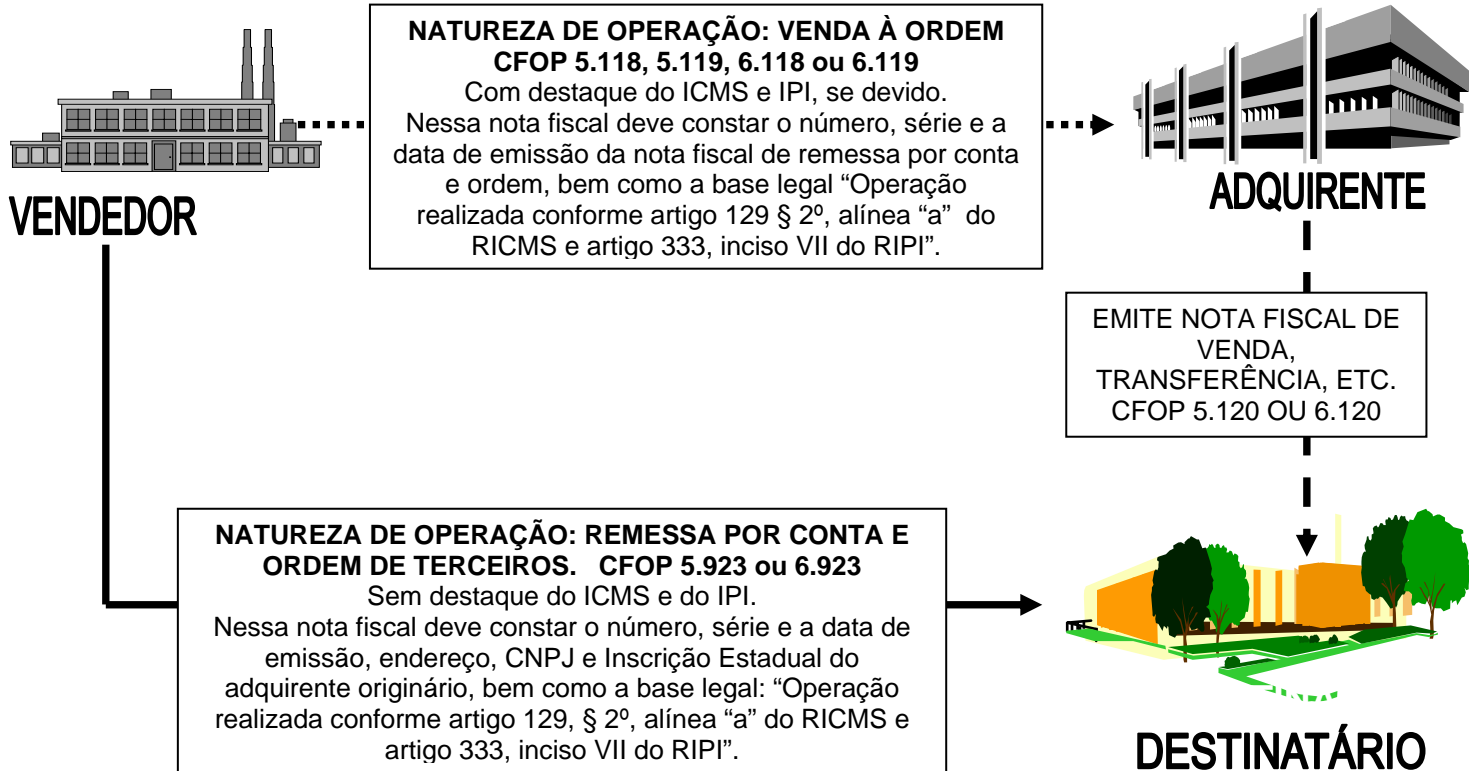 NATUREZA DE OPERAÇÃO: VENDA À ORDEM
CFOP 5.118, 5.119, 6.118 ou 6.119
Com destaque do ICMS e IPI, se devido.
Nessa nota fiscal deve constar o número, série e a
data de emissão da nota fiscal de remessa por conta
e ordem, bem como a base legal “Operação
realizada conforme artigo 129 § 2º, alínea “a” do
RICMS e artigo 333, inciso VII do RIPI”.
VENDEDOR
ADQUIRENTE
EMITE NOTA FISCAL DE
VENDA,
TRANSFERÊNCIA, ETC.
CFOP 5.120 OU 6.120
NATUREZA DE OPERAÇÃO: REMESSA POR CONTA E
ORDEM DE TERCEIROS. CFOP 5.923 ou 6.923
Sem destaque do ICMS e do IPI.
Nessa nota fiscal deve constar o número, série e a data de
emissão, endereço, CNPJ e Inscrição Estadual do
adquirente originário, bem como a base legal: “Operação
realizada conforme artigo 129, § 2º, alínea “a” do RICMS e
artigo 333, inciso VII do RIPI”.
DESTINATÁRIO